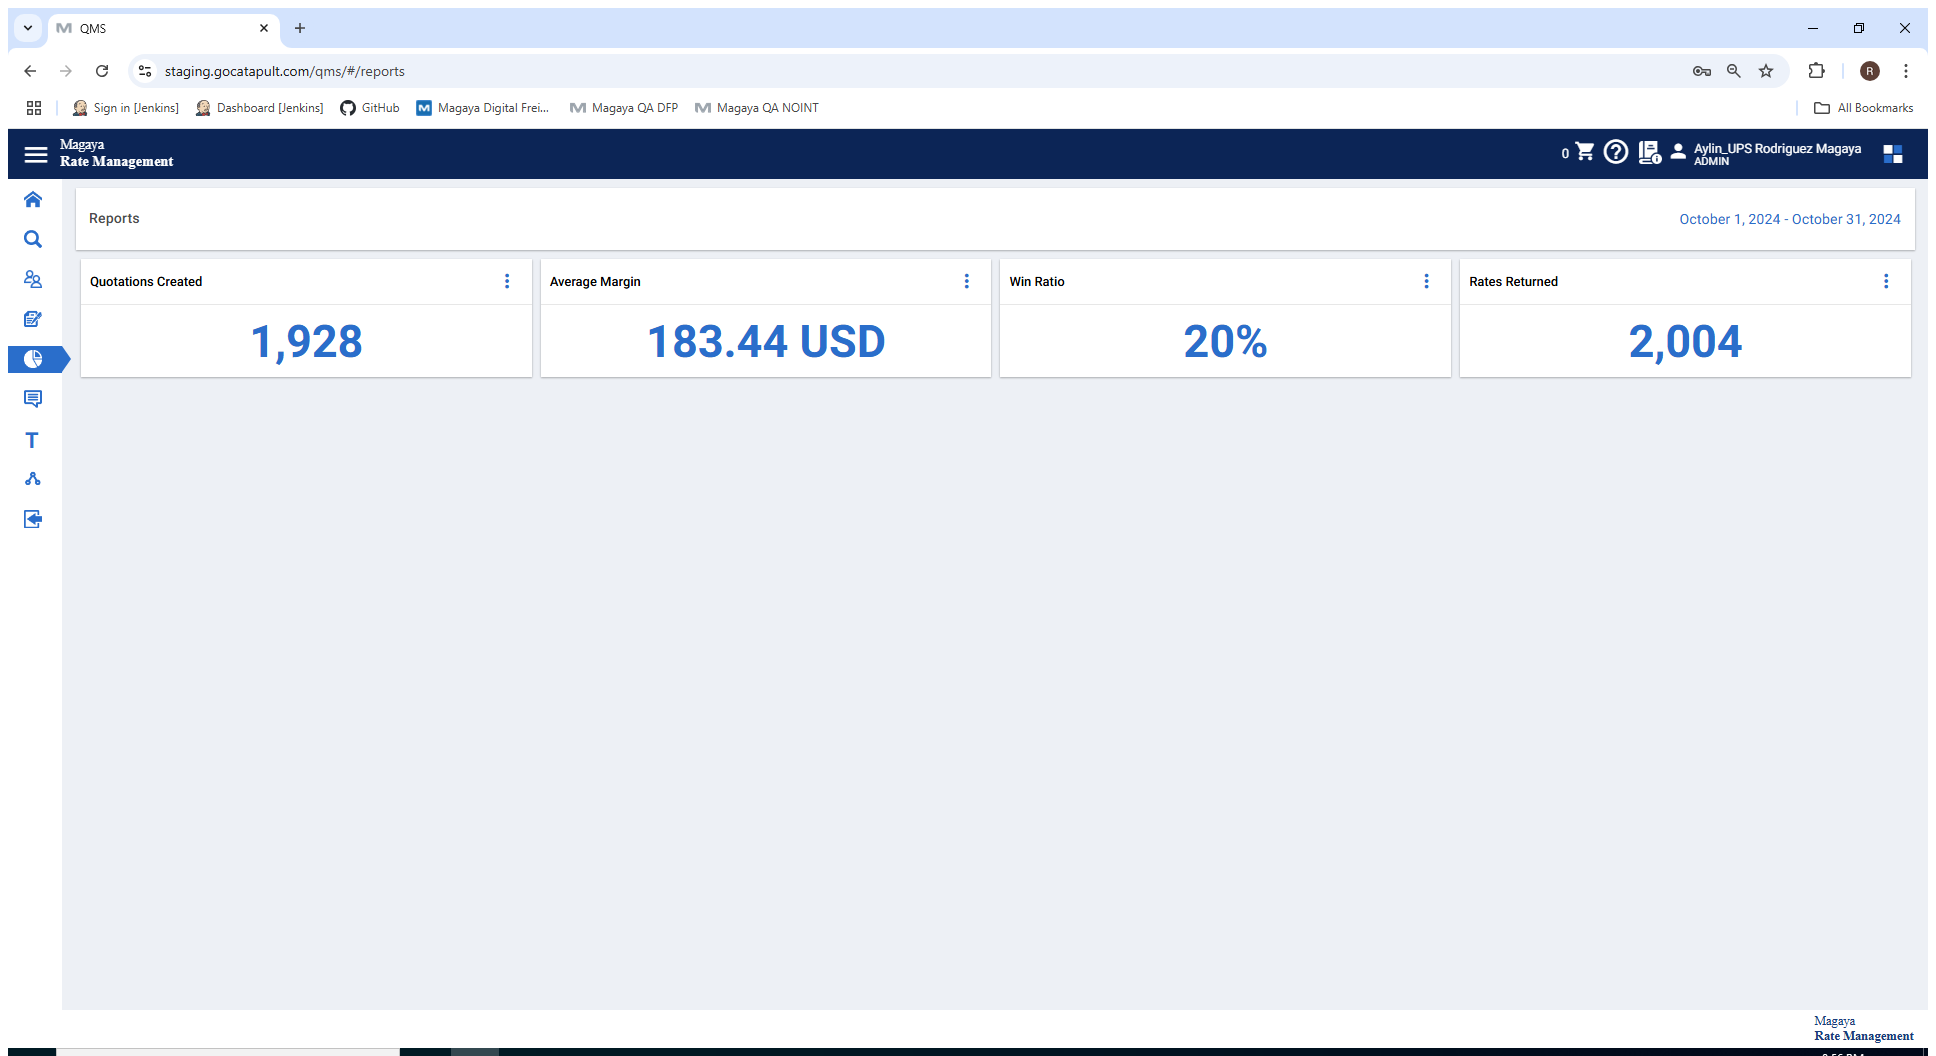 QMS
staging.gocatapult.com/qms/#/reports
R
Sign in [Jenkins]
Dashboard [Jenkins]
GitHub
Magaya Digital Frei...
Magaya QA DFP
Magaya QA NOINT
All Bookmarks
Magaya
Rate Management
0
Aylin_UPS Rodriguez Magaya
ADMIN
Reports
October 1, 2024 - October 31, 2024
Quotations Created
1,928
Average Margin
183.44 USD
Win Ratio
20%
Rates Returned
2,004
T
Magaya
Rate Management